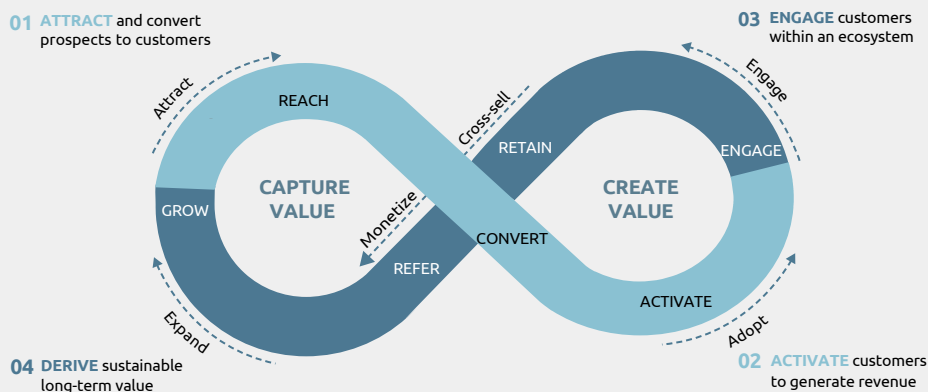 01 ATTRACT and convert
prospects to customers
03 ENGAGE customers
within an ecosystem
Attract
REACH
Cross-sell
Engage
RETAIN
ENGAGE
CAPTURE
VALUE
CREATE
VALUE
GROW
Monetize
CONVERT
REFER
ACTIVATE
Expand
Adopt
04 DERIVE sustainable
long-term value
02 ACTIVATE customers
to generate revenue